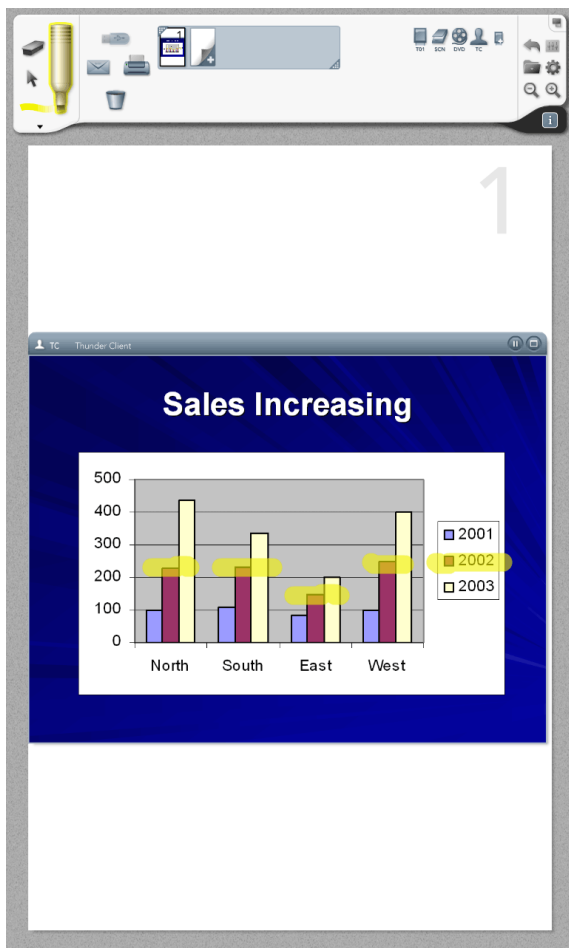 1
T01 SCN DVD TC
i
1
TC Thunder Client
Sales Increasing
500
400
300
200
100
0
North South East West
2001
2002
2003